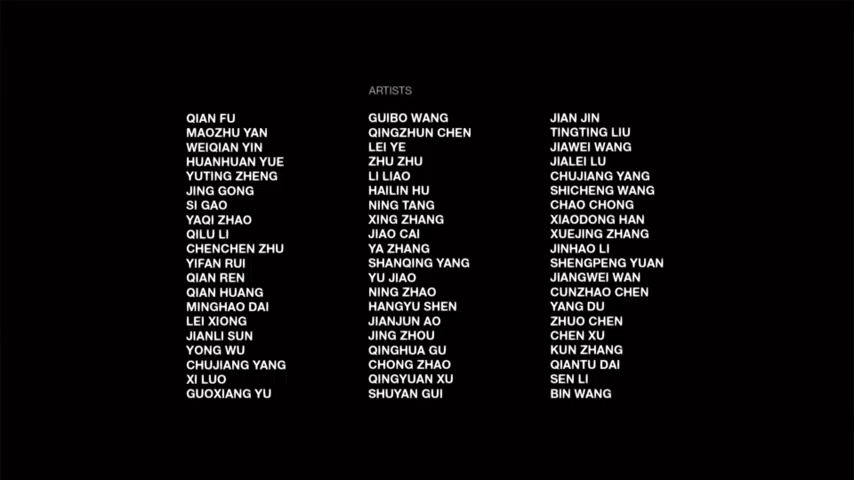 ARTISTS
QIAN FU
MAOZHU YAN
WEIQIAN YIN
HUANHUAN YUE
YUTING ZHENG
JING GONG
SI GAO
YAQI ZHAO
QILU LI
CHENCHEN ZHU
YIFAN RUI
QIAN REN
QIAN HUANG
MINGHAO DAI
LEI XIONG
JIANLI SUN
YONG WU
CHUJIANG YANG
XI LUO
GUOXIANG YU
GUIBO WANG
QINGZHUN CHEN
LEI YE
ZHU ZHU
LI LIAO
HAILIN HU
NING TANG
XING ZHANG
JIAO CAI
YA ZHANG
SHANQING YANG
YU JIAO
NING ZHAO
HANGYU SHEN
JIANJUN AO
JING ZHOU
QINGHUA GU
CHONG ZHAO
QINGYUAN XU
SHUYAN GUI
JIAN JIN
TINGTING LIU
JIAWEI WANG
JIALEI LU
CHUJIANG YANG
SHICHENG WANG
CHAO CHONG
XIAODONG HAN
XUEJING ZHANG
JINHAO LI
SHENGPENG YUAN
JIANGWEI WAN
CUNZHAO CHEN
YANG DU
ZHUO CHEN
CHEN XU
KUN ZHANG
QIANTU DAI
SEN LI
BIN WANG